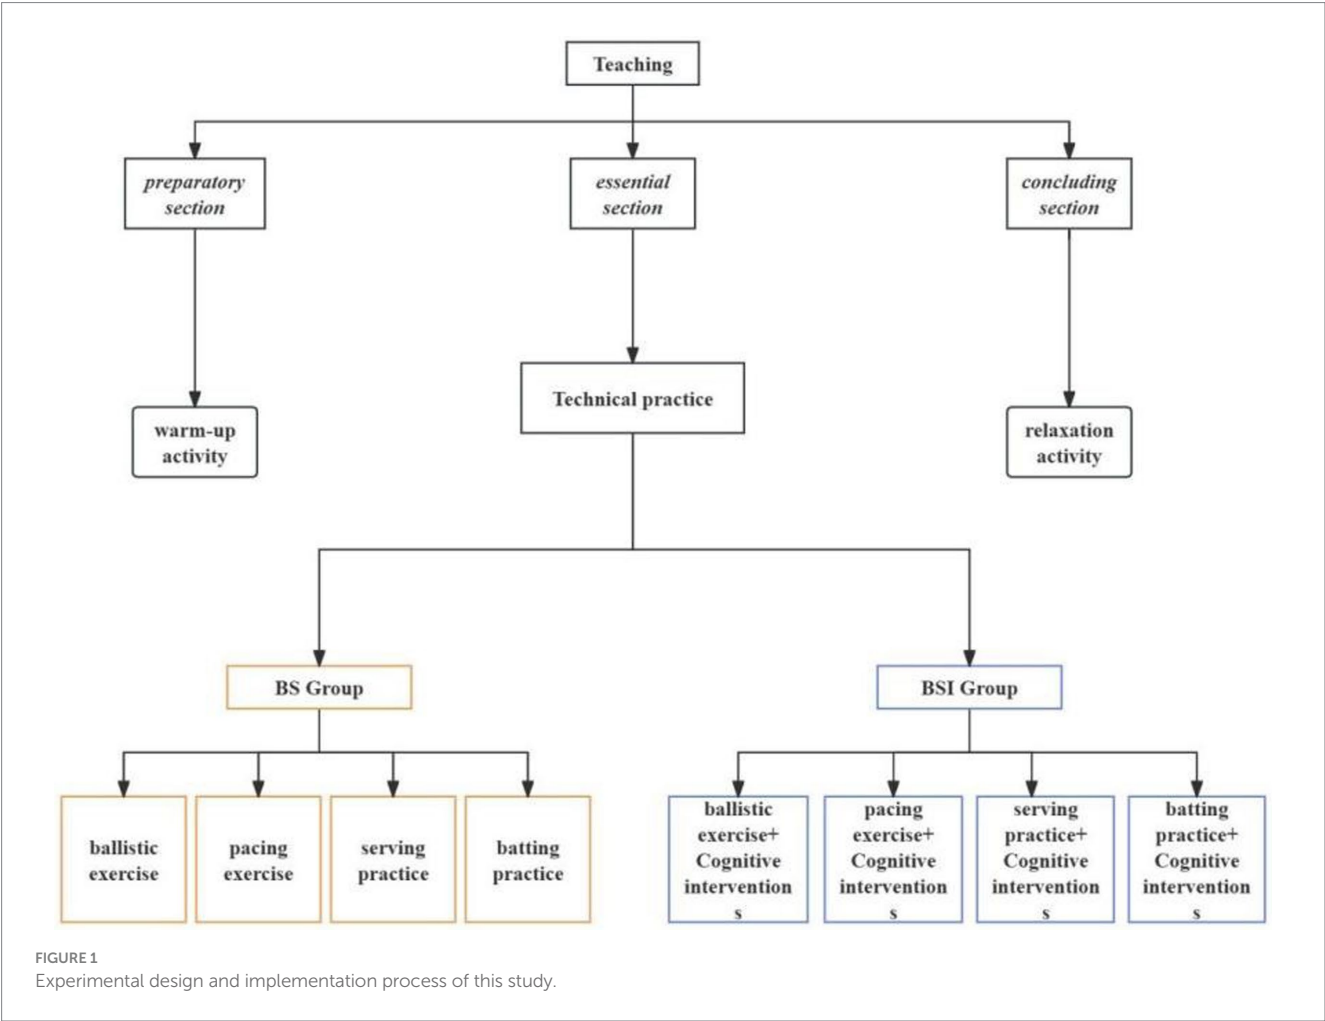 Teaching
preparatory
section
essential
section
concluding
section
Technical practice
warm-up
activity
relaxation
activity
BS Group
BSI Group
ballistic
exercise
pacing
exercise
serving
practice
batting
practice
ballistic
exercise+
Cognitive
intervention
s
pacing
exercise+
Cognitive
intervention
s
serving
practice+
Cognitive
intervention
s
batting
practice+
Cognitive
intervention
s
FIGURE 1
Experimental design and implementation process of this study.